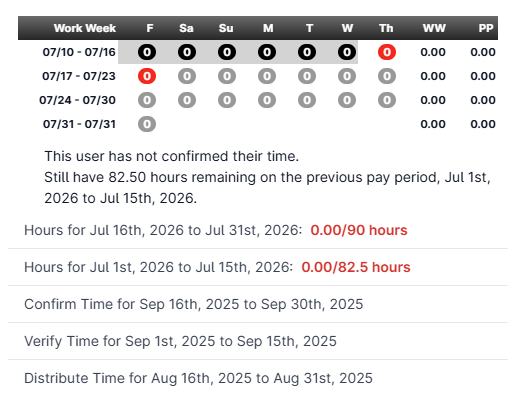 Work Week F Sa Su M T W Th WW PP
07/10 - 07/16 0 0 0 0 0 0 0 0.00 0.00
07/17 - 07/23 0 0 0 0 0 0 0 0.00 0.00
07/24 - 07/30 0 0 0 0 0 0 0 0.00 0.00
07/31 - 07/31 0 0.00 0.00
This user has not confirmed their time.
Still have 82.50 hours remaining on the previous pay period, Jul 1st,
2026 to Jul 15th, 2026.
Hours for Jul 16th, 2026 to Jul 31st, 2026: 0.00/90 hours
Hours for Jul 1st, 2026 to Jul 15th, 2026: 0.00/82.5 hours
Confirm Time for Sep 16th, 2025 to Sep 30th, 2025
Verify Time for Sep 1st, 2025 to Sep 15th, 2025
Distribute Time for Aug 16th, 2025 to Aug 31st, 2025